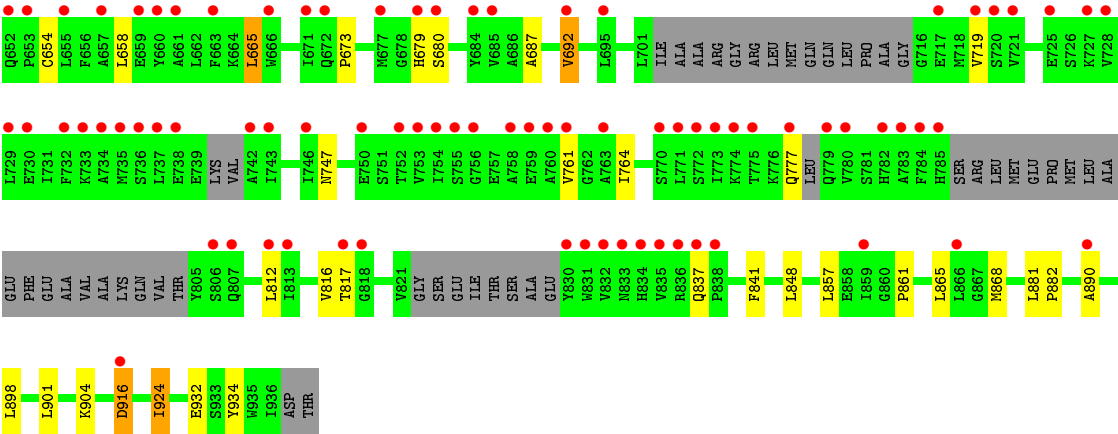 Q652 P653 C654 L655 F656 A657 L658 E659 Y660 A661 L662 F663 K664 L665 W666 I671 Q672 P673 M677 G678 H679 S680 Y684 V685 A686 A687 V692 L695 L701 ILE ALA ALA ARG GLY ARG LEU MET GLN GLN LEU PRO ALA GLY G716 E717 M718 V719 S720 V721 E725 S726 K727 V728
L729 E730 I731 F732 K733 A734 M735 S736 L737 E738 E739 LYS VAL A742 I743 I746 N747 E750 S751 T752 V753 I754 S755 G756 E757 A758 E759 A760 V761 G762 A763 I764 S770 L771 S772 I773 K774 T775 K776 Q777 LEU Q779 V780 S781 H782 A783 F784 H785 SER ARG LEU MET GLU PRO MET LEU ALA
GLU PHE GLU ALA VAL ALA LYS GLN VAL THR Y805 S806 Q807 L812 I813 V816 T817 G818 V821 GLY SER GLU ILE THR SER ALA GLU Y830 W831 V832 N833 H834 V835 R836 Q837 P838 F841 L848 L857 E858 I859 G860 P861 L865 L866 G867 M868 L881 P882 A890
L898 L901 K904 D916 I924 E932 S933 Y934 W935 I936 ASP THR